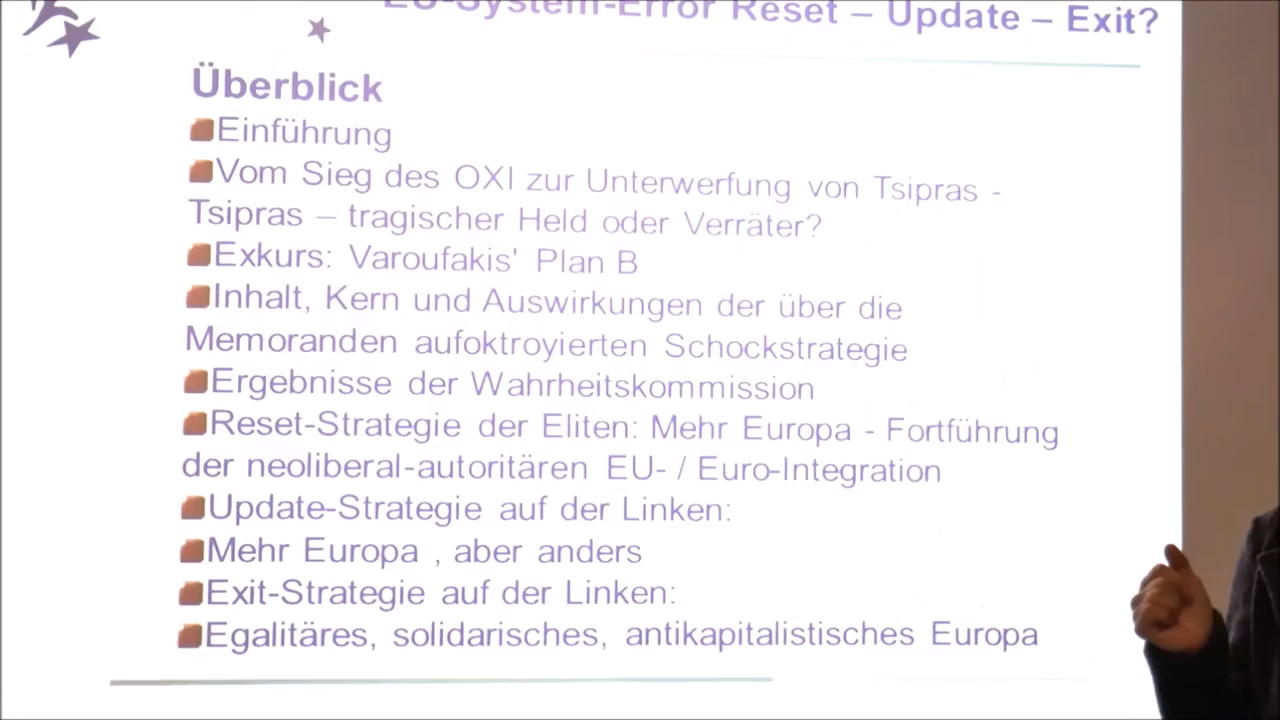 EU-System-Error Reset – Update – Exit?
Überblick
Einführung
Vom Sieg des OXI zur Unterwerfung von Tsipras -
Tsipras – tragischer Held oder Verräter?
Exkurs: Varoufakis' Plan B
Inhalt, Kern und Auswirkungen der über die
Memoranden aufoktroyierten Schockstrategie
Ergebnisse der Wahrheitskommission
Reset-Strategie der Eliten: Mehr Europa - Fortführung
der neoliberal-autoritären EU- / Euro-Integration
Update-Strategie auf der Linken:
Mehr Europa , aber anders
Exit-Strategie auf der Linken:
Egalitäres, solidarisches, antikapitalistisches Europa